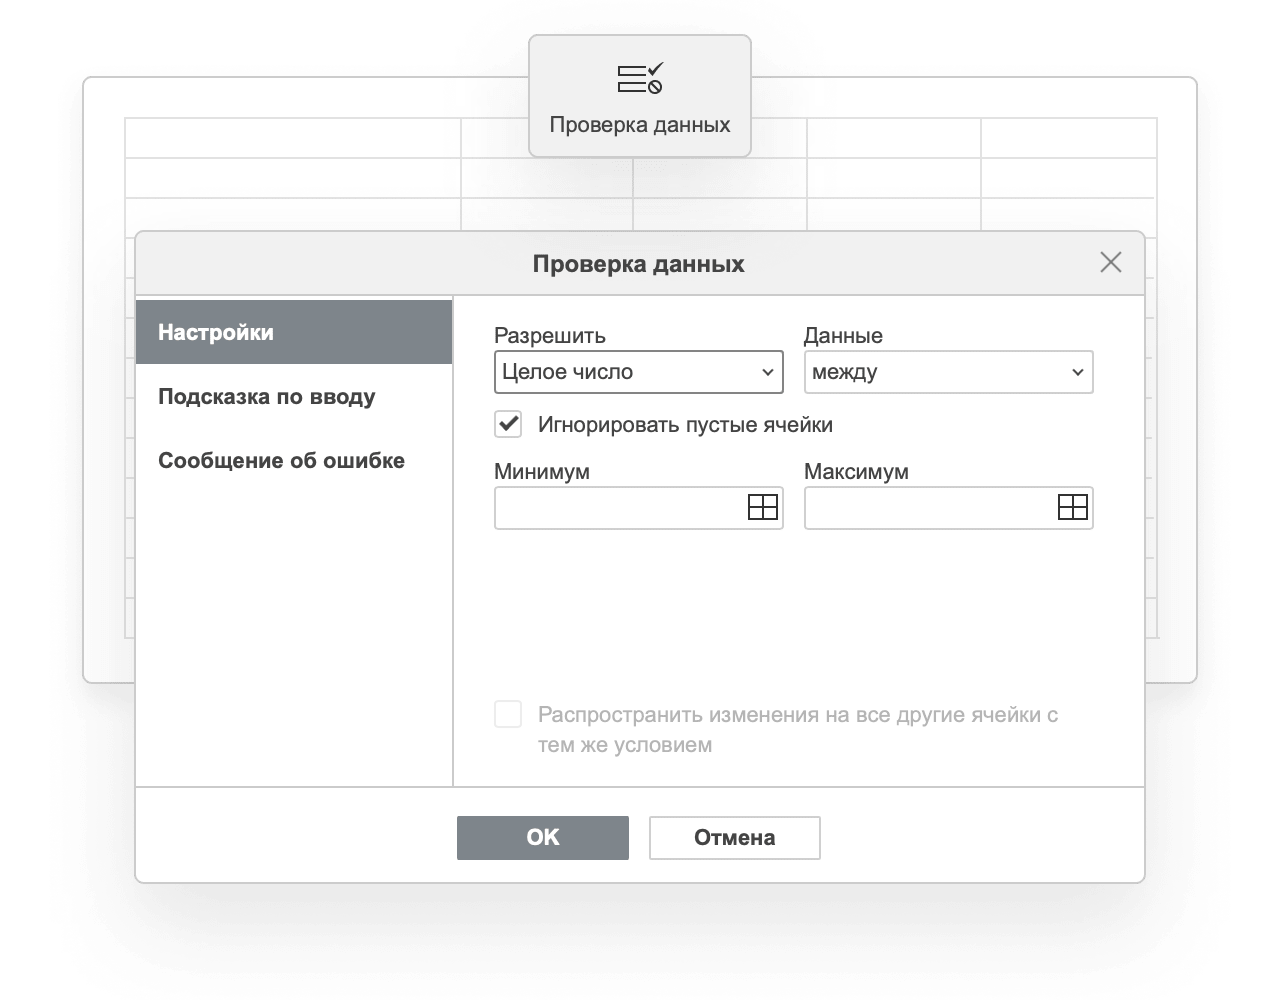 Проверка данных
Проверка данных
Настройки
Подсказка по вводу
Сообщение об ошибке
Разрешить
Данные
Целое число
между
Игнорировать пустые ячейки
Минимум
Максимум
Распространить изменения на все другие ячейки с
тем же условием
OK
Отмена